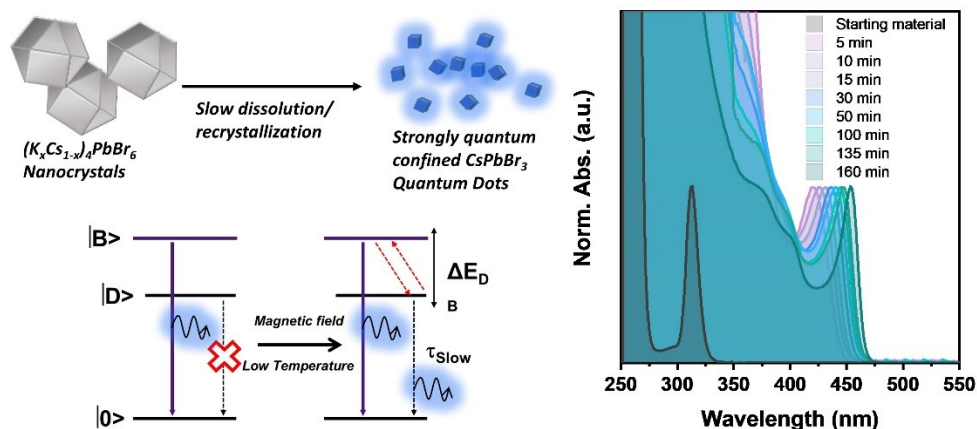 (KxCs1-x)4PbBr6
Nanocrystals
Slow dissolution/
recrystallization
Strongly quantum
confined CsPbBr3
Quantum Dots
|B>
|D>
|0>
Magnetic field
Low Temperature
ΔED
B
τSlow
Norm. Abs. (a.u.)
Starting material
5 min
10 min
15 min
30 min
50 min
100 min
135 min
160 min
250 300 350 400 450 500 550
Wavelength (nm)